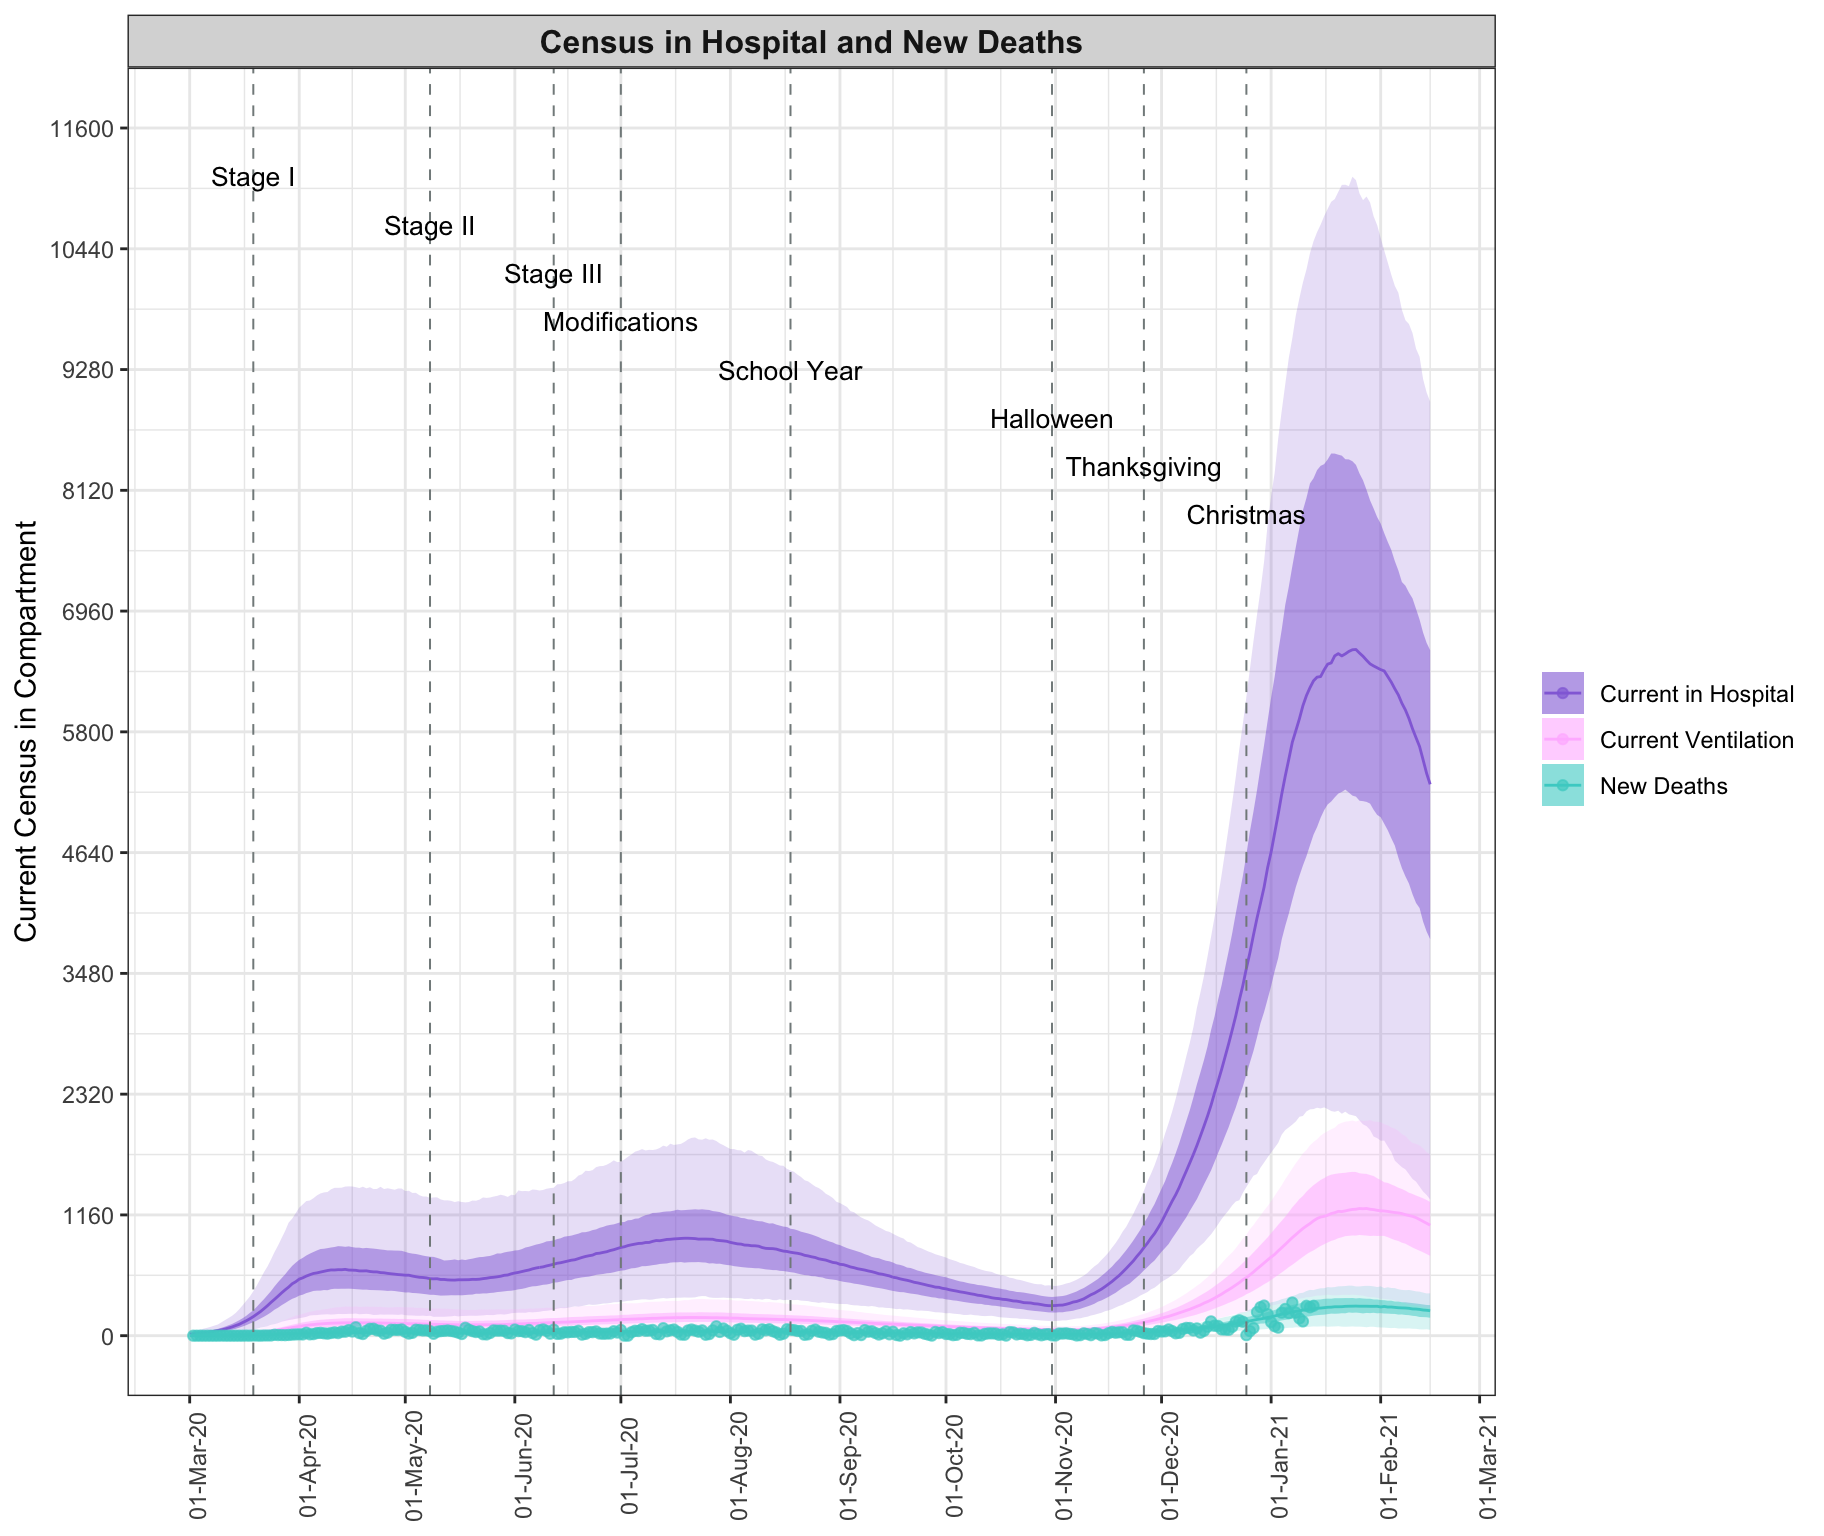 Census in Hospital and New Deaths
Current Census in Compartment
11600
10440
9280
8120
6960
5800
4640
3480
2320
1160
0
Stage I
Stage II
Stage III
Modifications
School Year
Halloween
Thanksgiving
Christmas
Current in Hospital
Current Ventilation
New Deaths
01-Mar-20
01-Apr-20
01-May-20
01-Jun-20
01-Jul-20
01-Aug-20
01-Sep-20
01-Oct-20
01-Nov-20
01-Dec-20
01-Jan-21
01-Feb-21
01-Mar-21